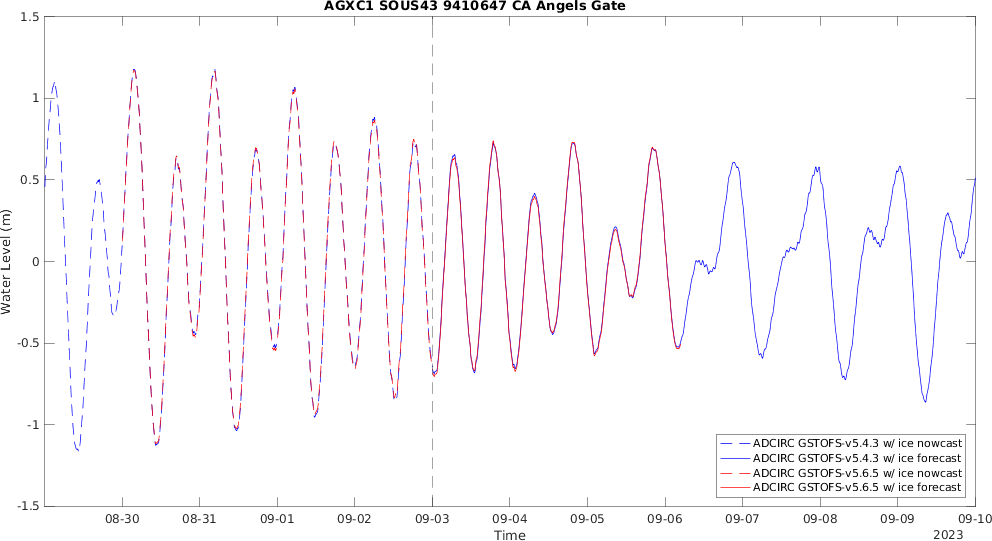 AGXC1 SOUS43 9410647 CA Angels Gate
1.5
1
0.5
0
-0.5
-1
-1.5
Water Level (m)
ADCIRC GSTOFS-v5.4.3 w/ ice nowcast
ADCIRC GSTOFS-v5.4.3 w/ ice forecast
ADCIRC GSTOFS-v5.6.5 w/ ice nowcast
ADCIRC GSTOFS-v5.6.5 w/ ice forecast
08-30 08-31 09-01 09-02 09-03 09-04 09-05 09-06 09-07 09-08 09-09 09-10
Time
2023